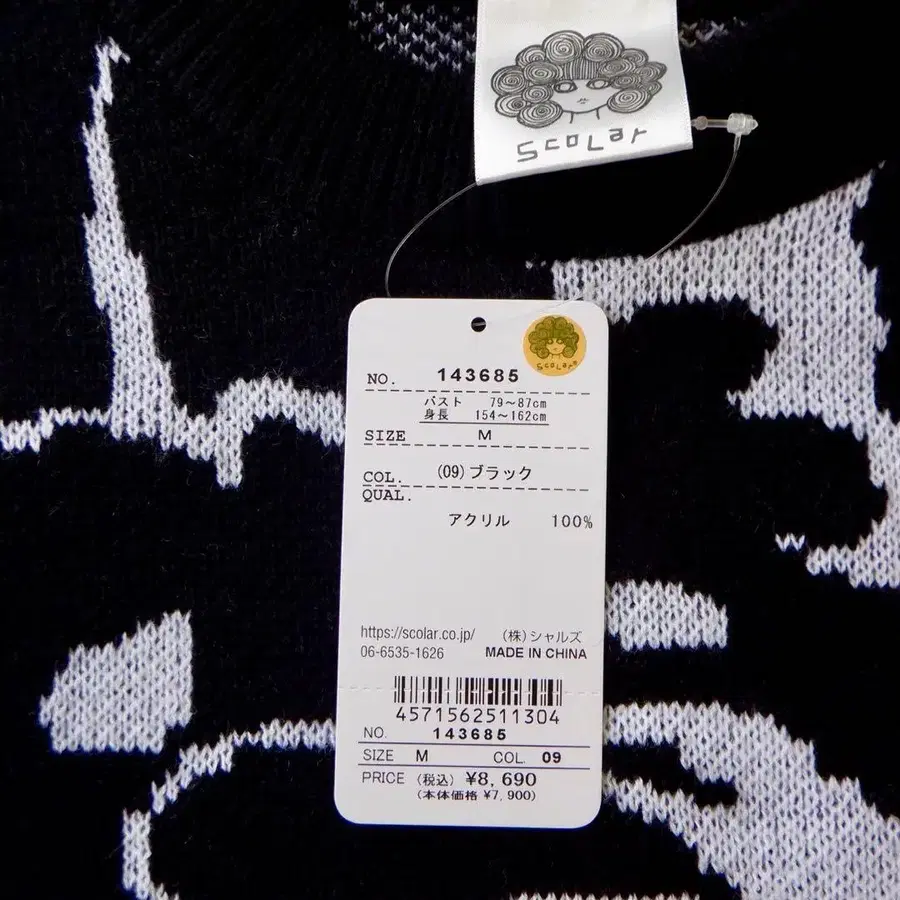 Scolar
Scolar
NO. 143685
バスト 79～87cm
身長 154～162cm
SIZE M
COL. (09)ブラック
QUAL.
アクリル 100%
https://scolar.co.jp/ (株)シャルズ
06-6535-1626 MADE IN CHINA
4571562511304
NO. 143685
SIZE M COL. 09
PRICE (税込) ¥8,690
(本体価格 ¥7,900)